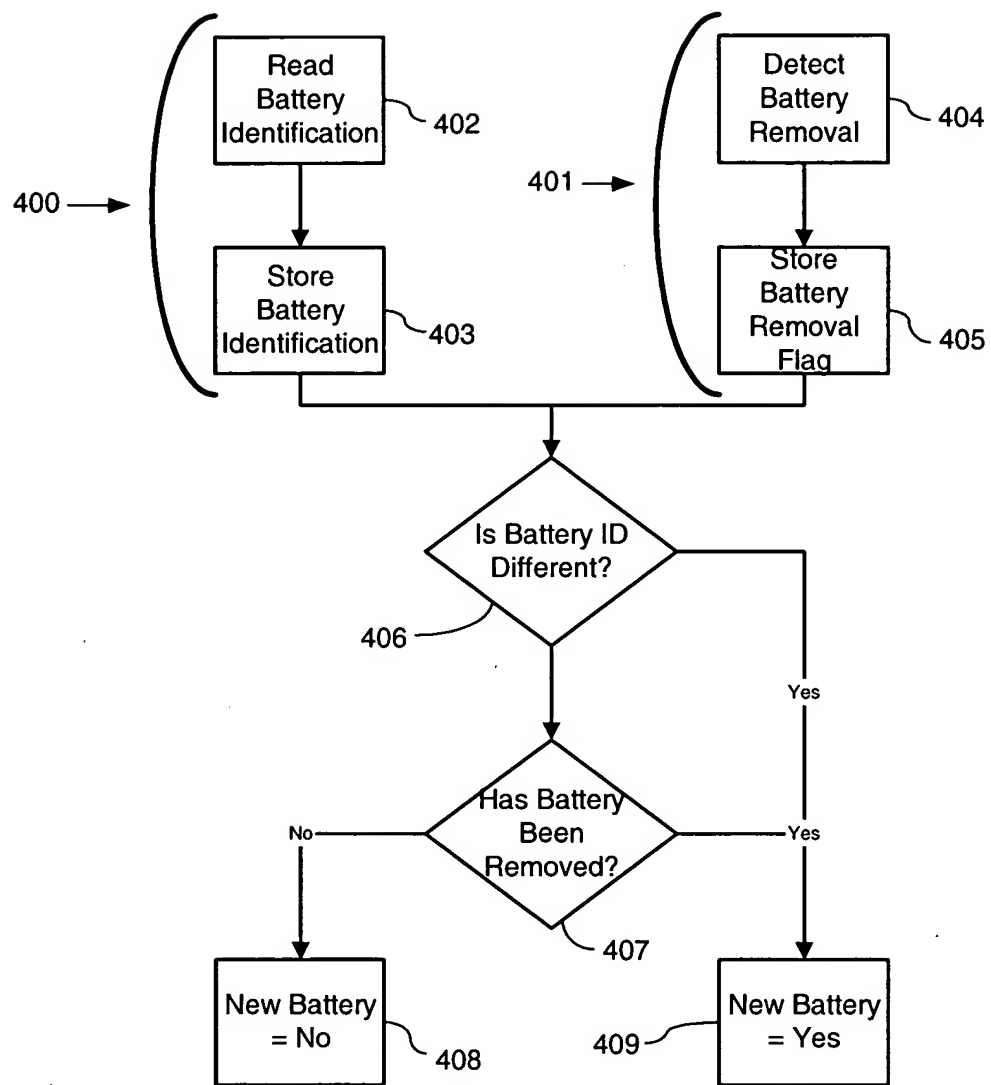 Read
Battery
Identification
402
Detect
Battery
Removal
404
400
401
Store
Battery
Identification
403
Store
Battery
Removal
Flag
405
Is Battery ID
Different?
406
Yes
Has Battery
Been
Removed?
No
Yes
407
New Battery
= No
408
New Battery
= Yes
409